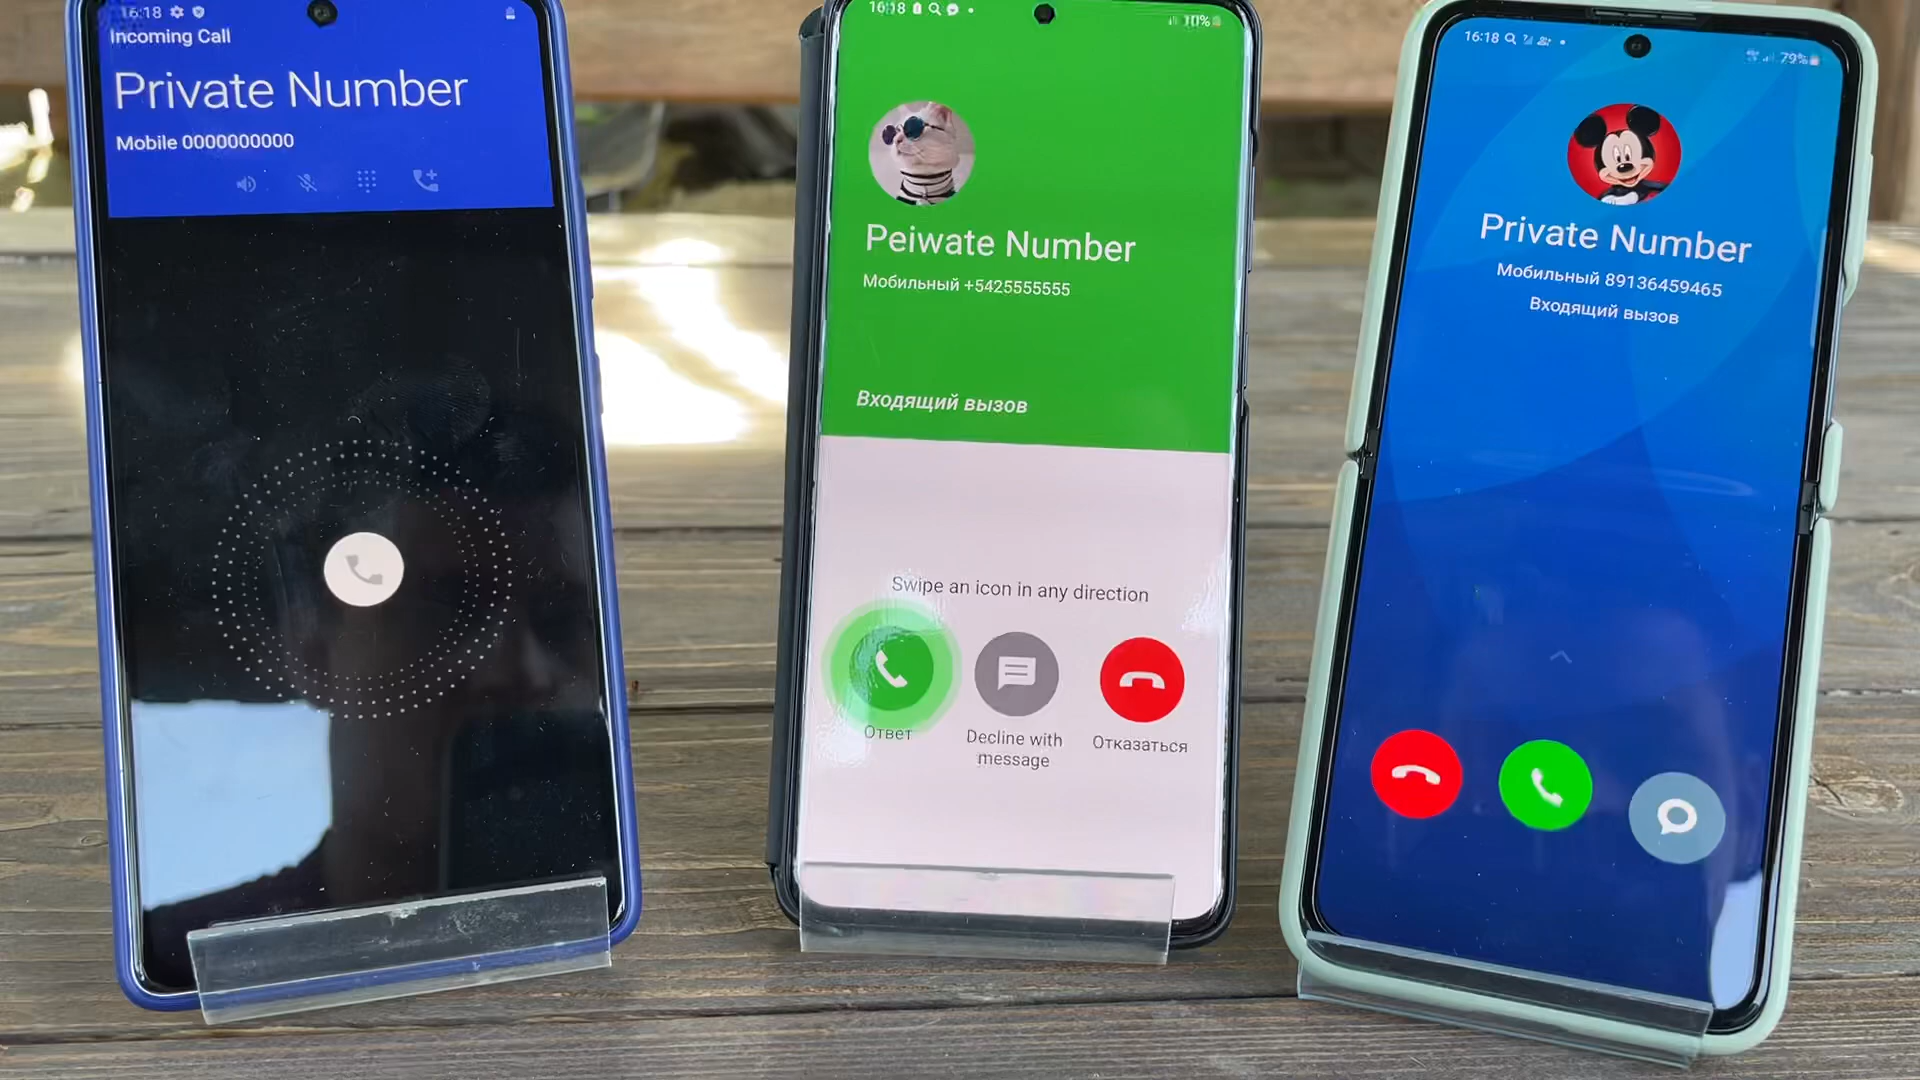 16:18
Incoming Call
Private Number
Mobile 0000000000
16:18
10%
Peiwate Number
Мобильный +5425555555
Входящий вызов
Swipe an icon in any direction
Ответ
Decline with
message
Отказаться
16:18
79%
Private Number
Мобильный 89136459465
Входящий вызов